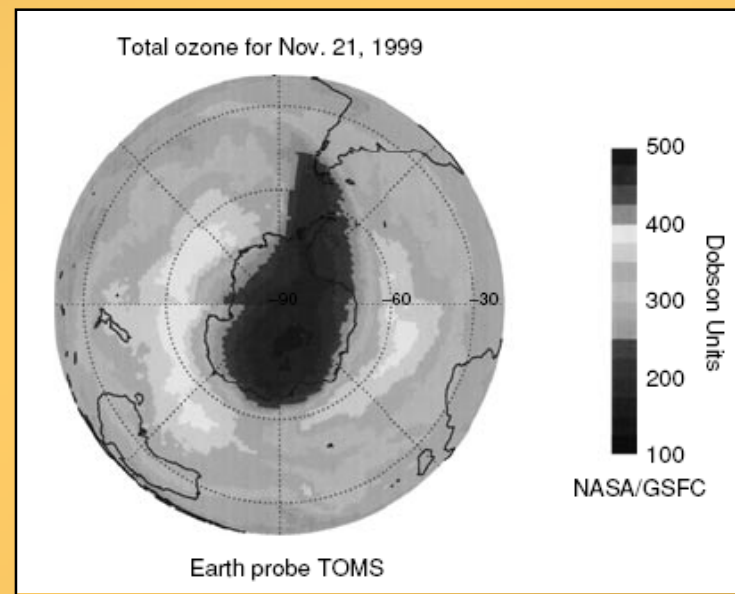 Total ozone for Nov. 21, 1999
−90
−60
−30
500
400
300
200
100
Dobson Units
NASA/GSFC
Earth probe TOMS